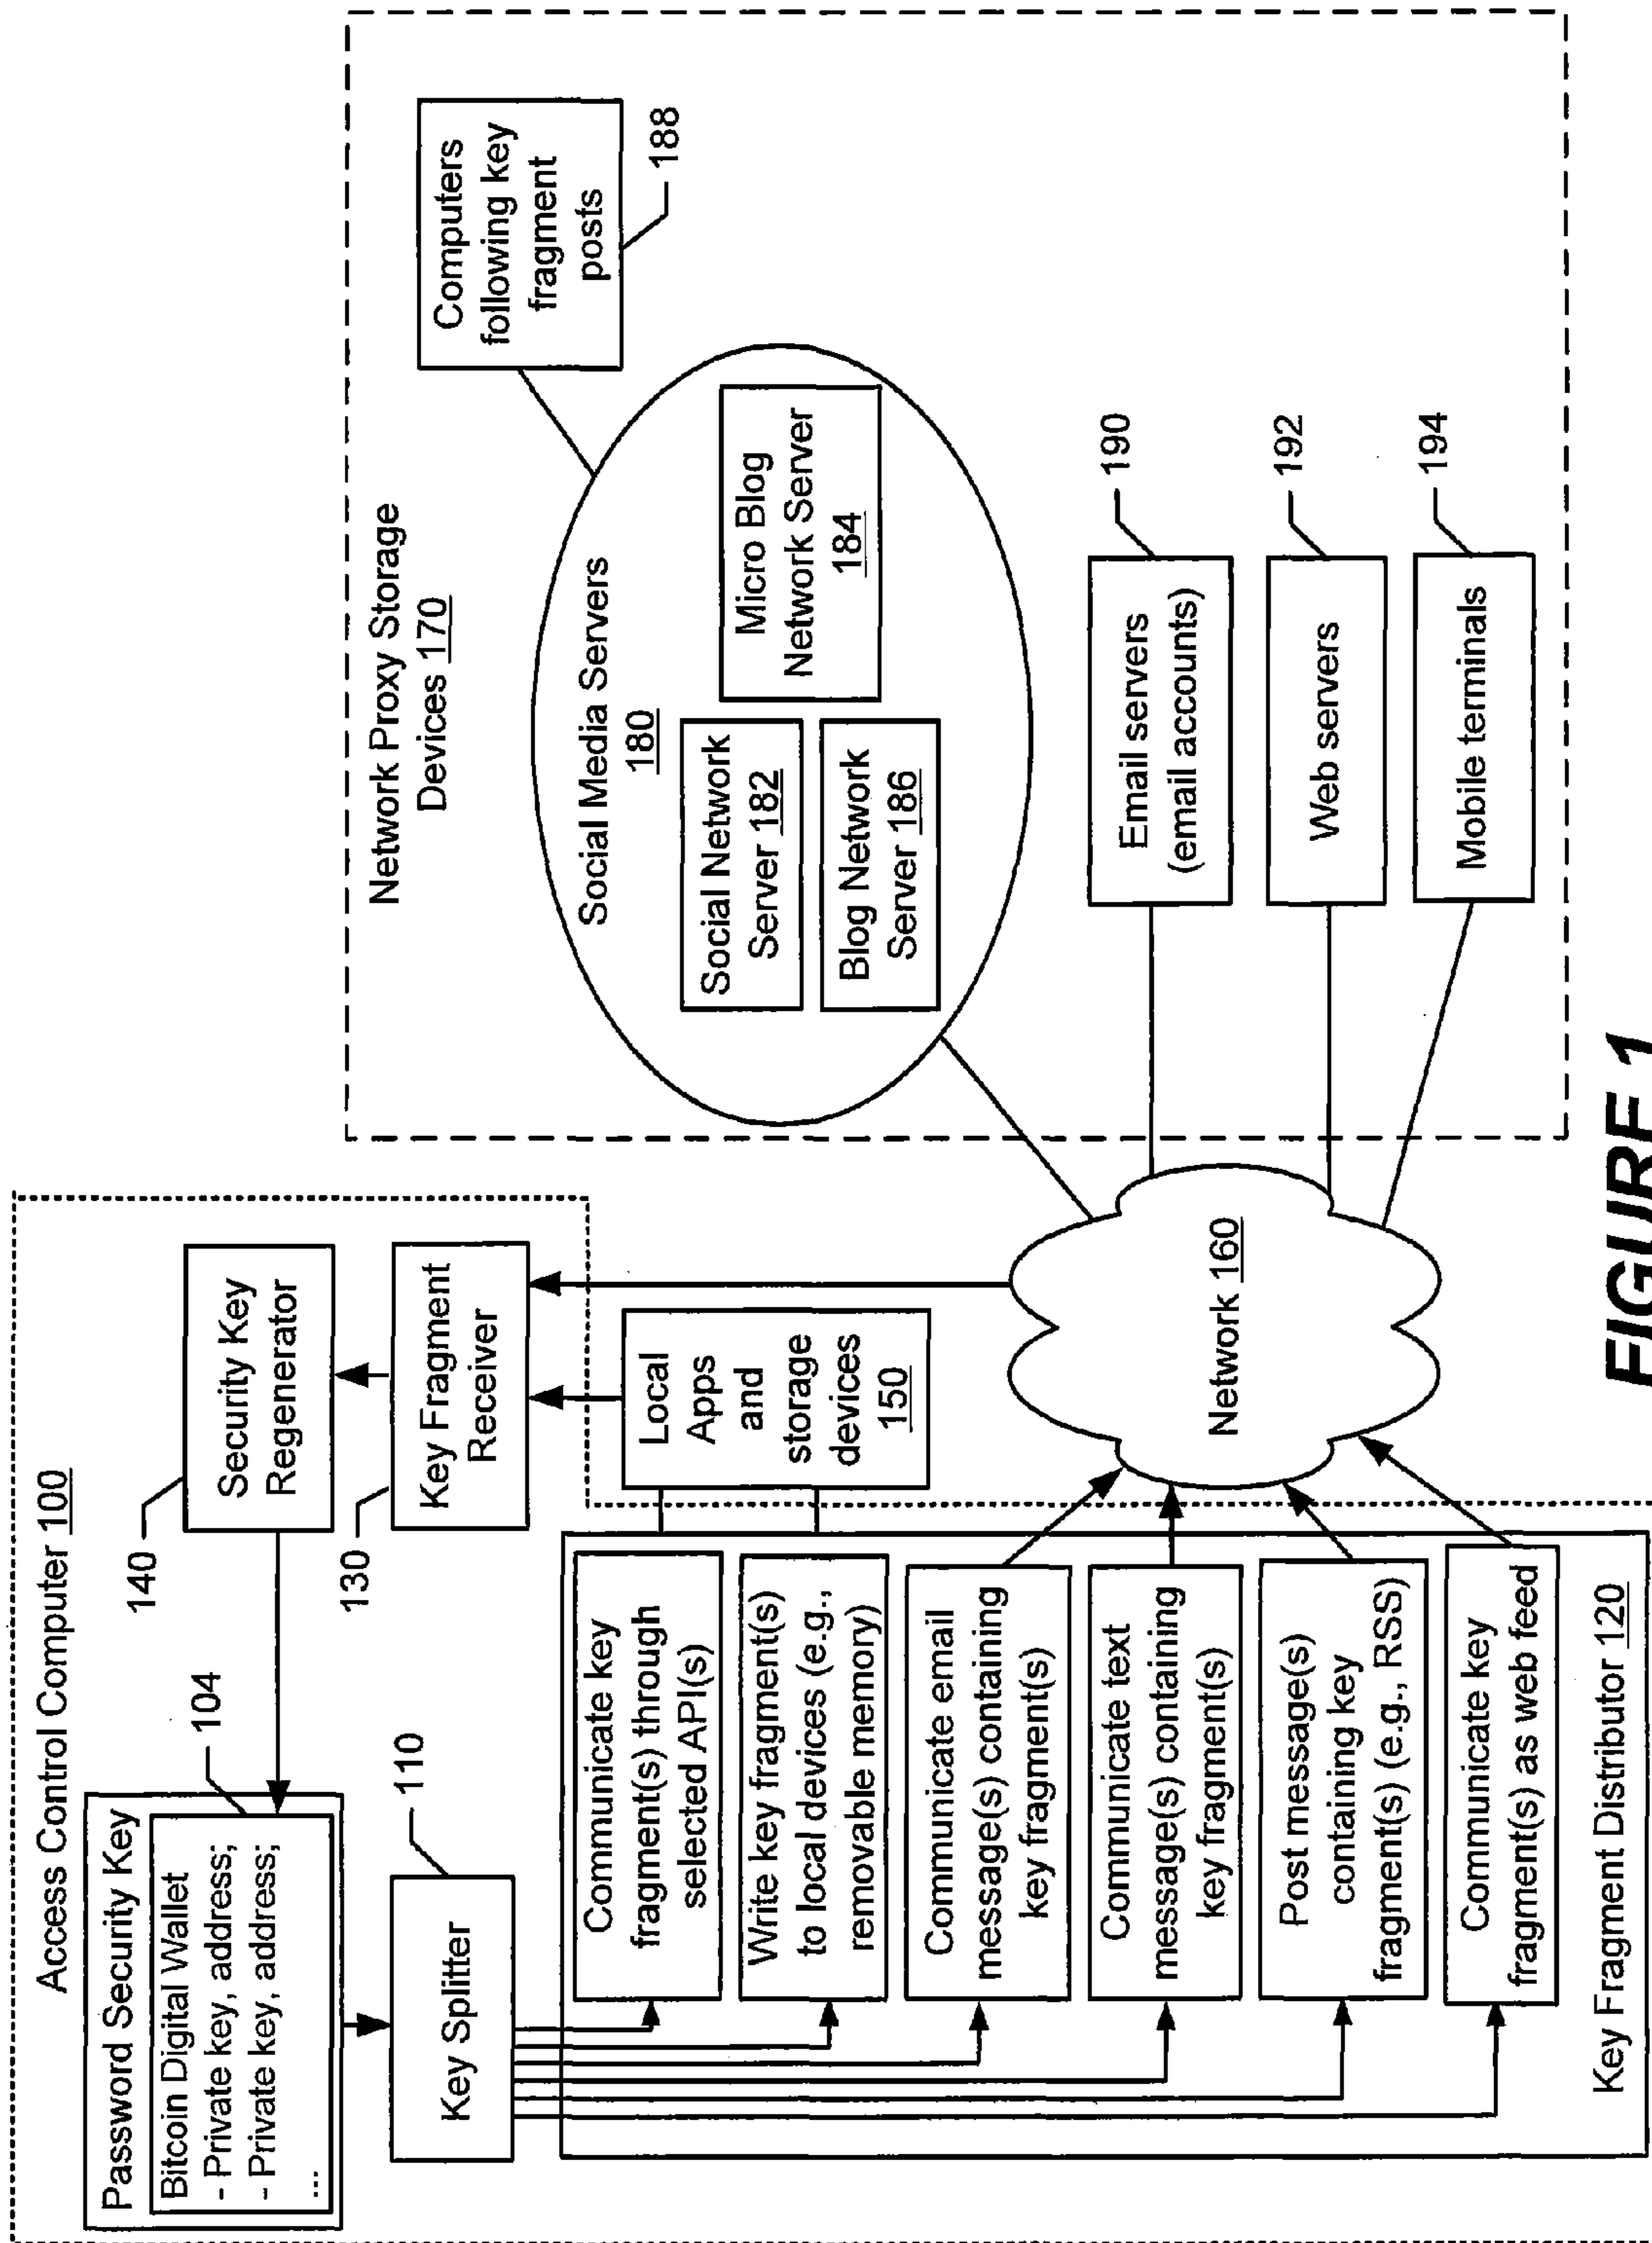 Access Control Computer 100
Password Security Key
Bitcoin Digital Wallet
- Private key, address;
- Private key, address;
...
104
140
Security Key
Regenerator
110
Key Splitter
130
Key Fragment
Receiver
Communicate key
fragment(s) through
selected API(s)
Write key fragment(s)
to local devices (e.g.,
removable memory)
Communicate email
message(s) containing
key fragment(s)
Communicate text
message(s) containing
key fragment(s)
Post message(s)
containing key
fragment(s) (e.g., RSS)
Communicate key
fragment(s) as web feed
Key Fragment Distributor 120
Local
Apps
and
storage
devices
150
Network 160
Network Proxy Storage
Devices 170
Social Media Servers
180
Social Network
Server 182
Micro Blog
Network Server
184
Blog Network
Server 186
Computers
following key
fragment
posts
188
Email servers
(email accounts)
190
Web servers
192
Mobile terminals
194
FIGURE 1